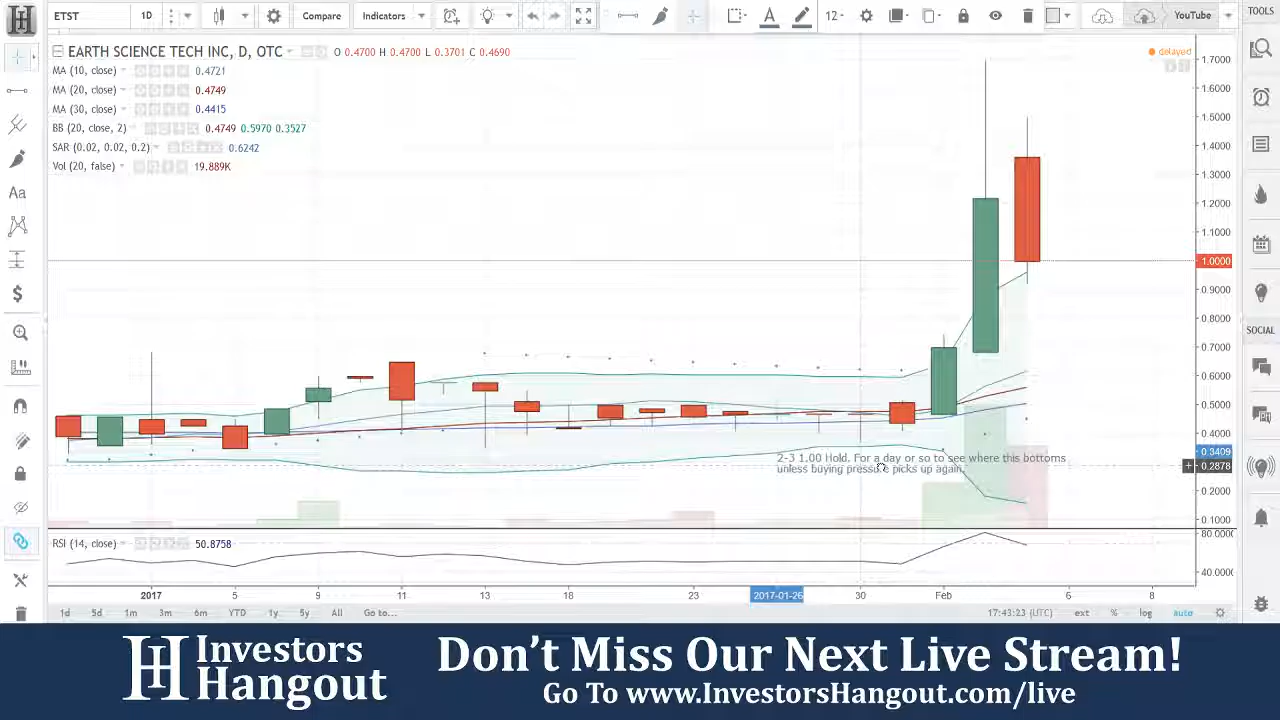 ETST 1D Compare Indicators 12 YouTube TOOLS
EARTH SCIENCE TECH INC, D, OTC O 0.4700 H 0.4700 L 0.3701 C 0.4690
delayed
MA (10, close) 0.4721
MA (20, close) 0.4749
MA (30, close) 0.4415
BB (20, close, 2) 0.4749 0.5970 0.3527
SAR (0.02, 0.02, 0.2) 0.6242
Vol (20, false) 19.889K
1.7000
1.6000
1.5000
1.4000
1.3000
1.2000
1.1000
1.0000
0.9000
0.8000
0.7000
0.6000
0.5000
0.4000
0.3409
0.2878
0.2000
0.1000
SOCIAL
2-3 1.00 Hold. For a day or so to see where this bottoms
unless buying pressure picks up again.
RSI (14, close) 50.8758
80.0000
40.0000
2017 5 9 11 13 18 23 2017-01-26 30 Feb 6 8
1d 5d 1m 3m 6m YTD 1y 5y All Go to... 17:43:23 (UTC) ext % log auto
Investors
Hangout
Don't Miss Our Next Live Stream!
Go To www.InvestorsHangout.com/live